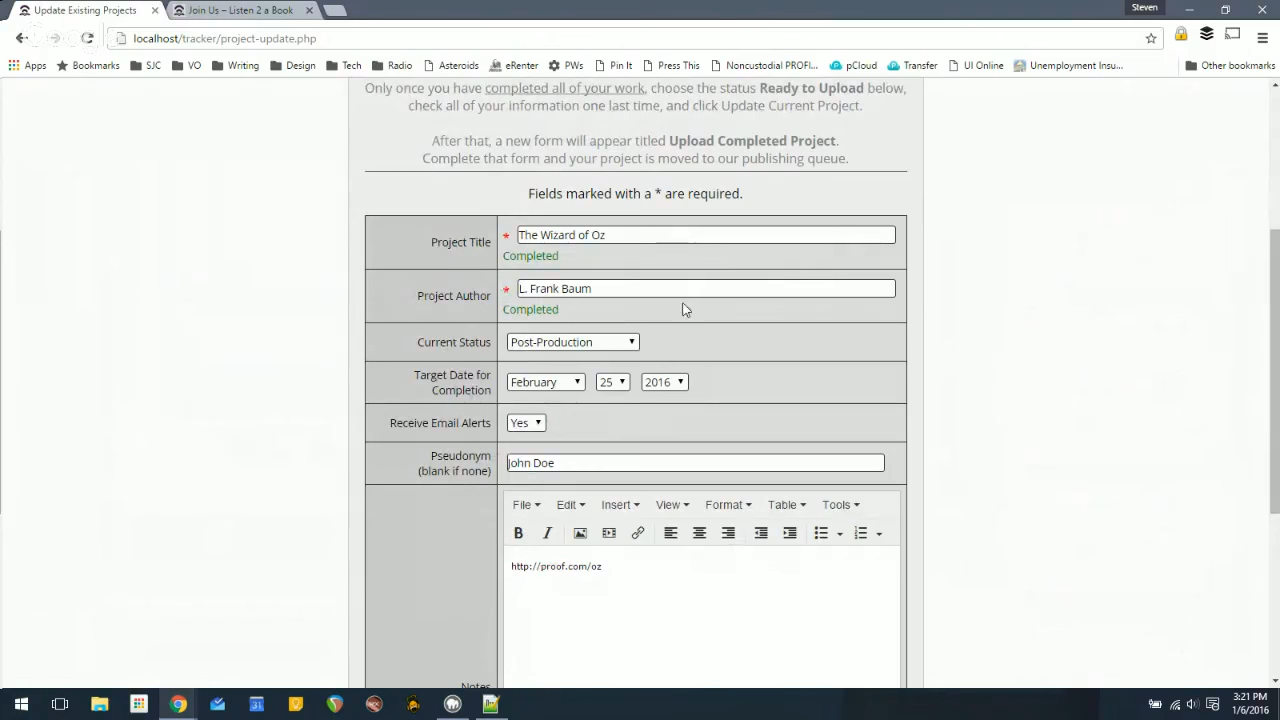 Update Existing Projects
Join Us – Listen 2 a Book
Steven
localhost/tracker/project-update.php
Apps
Bookmarks
SJC
VO
Writing
Design
Tech
Radio
Asteroids
eRenter
PWs
Pin It
Press This
Noncustodial PROFI...
pCloud
Transfer
UI Online
Unemployment Insu...
Other bookmarks
Only once you have completed all of your work, choose the status Ready to Upload below,
check all of your information one last time, and click Update Current Project.
After that, a new form will appear titled Upload Completed Project.
Complete that form and your project is moved to our publishing queue.
Fields marked with a * are required.
Project Title
* The Wizard of Oz
Completed
Project Author
* L. Frank Baum
Completed
Current Status
Post-Production
Target Date for
Completion
February
25
2016
Receive Email Alerts
Yes
Pseudonym
(blank if none)
John Doe
File
Edit
Insert
View
Format
Table
Tools
B
I
http://proof.com/oz
Notes
31
3:21 PM
1/6/2016